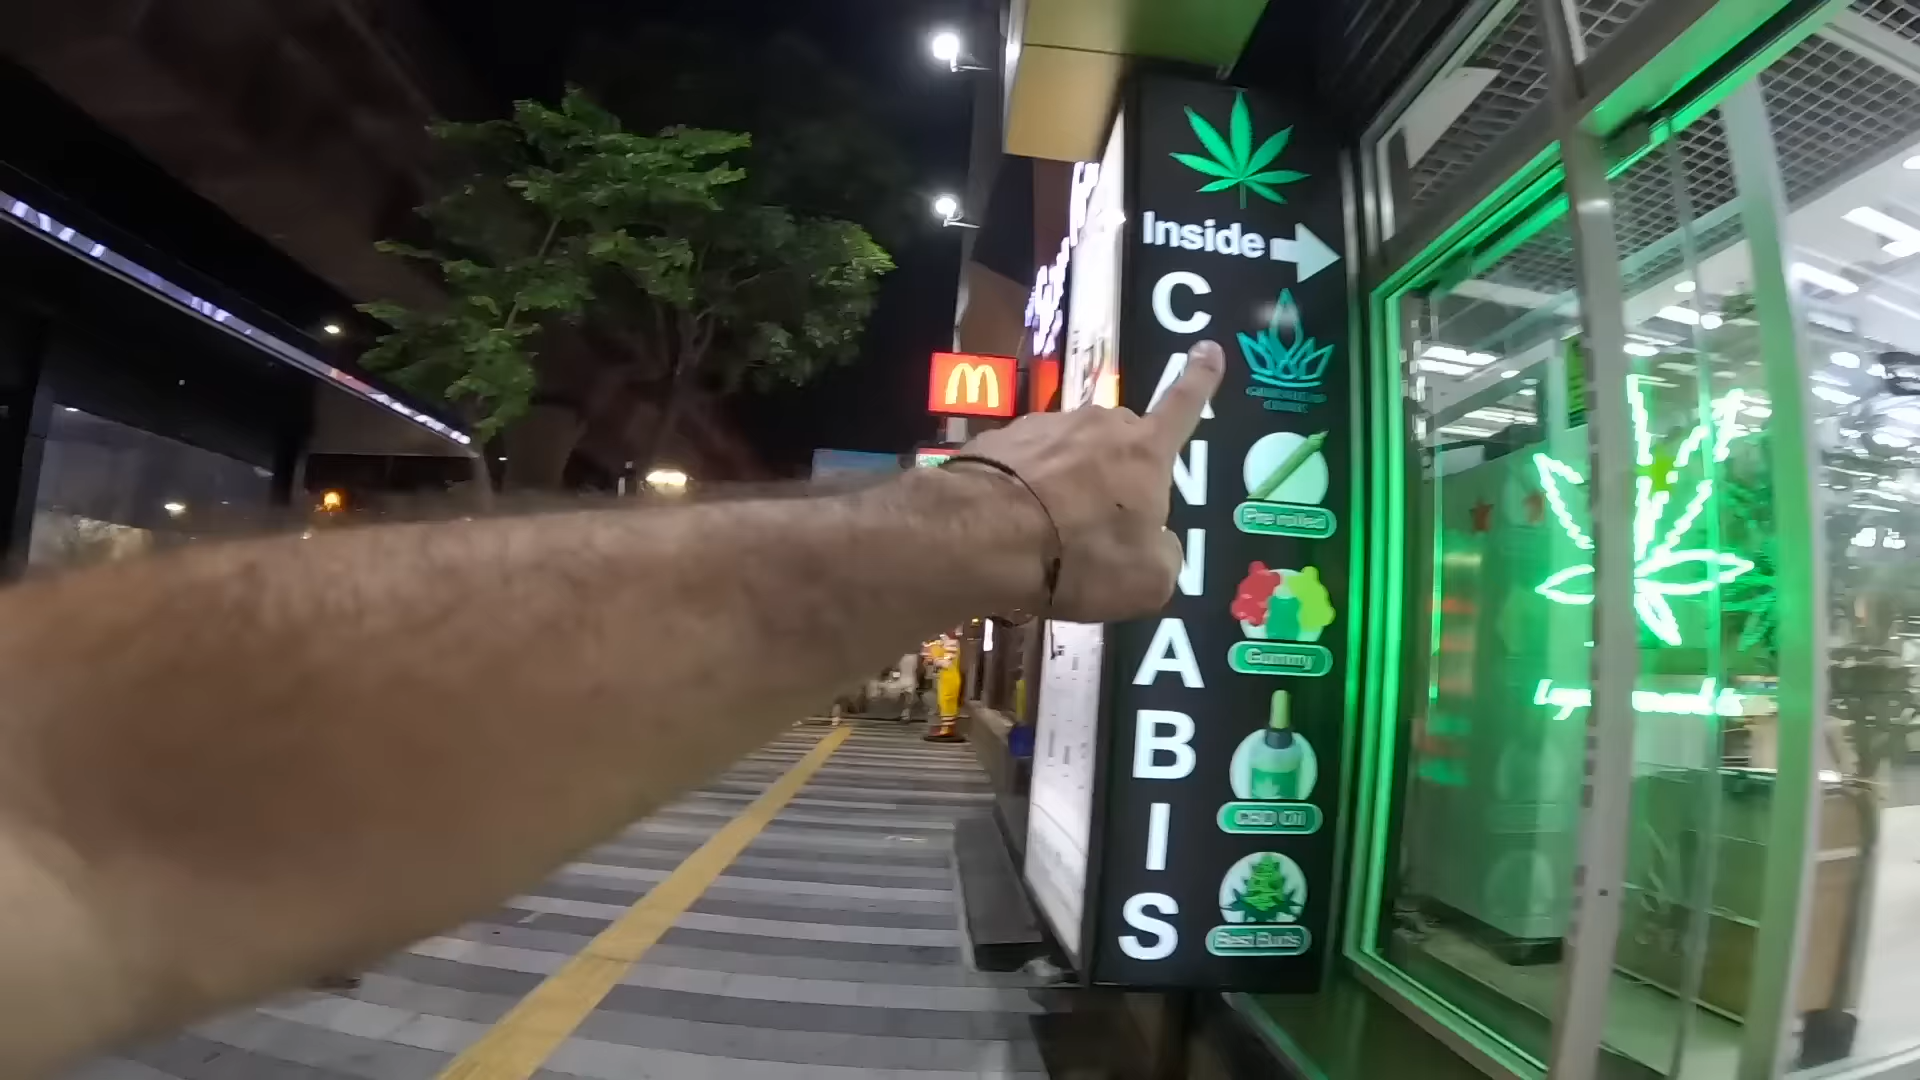 Inside
CANNABIS
Pre rolled
Gummy
CBD Oil
Best Buds